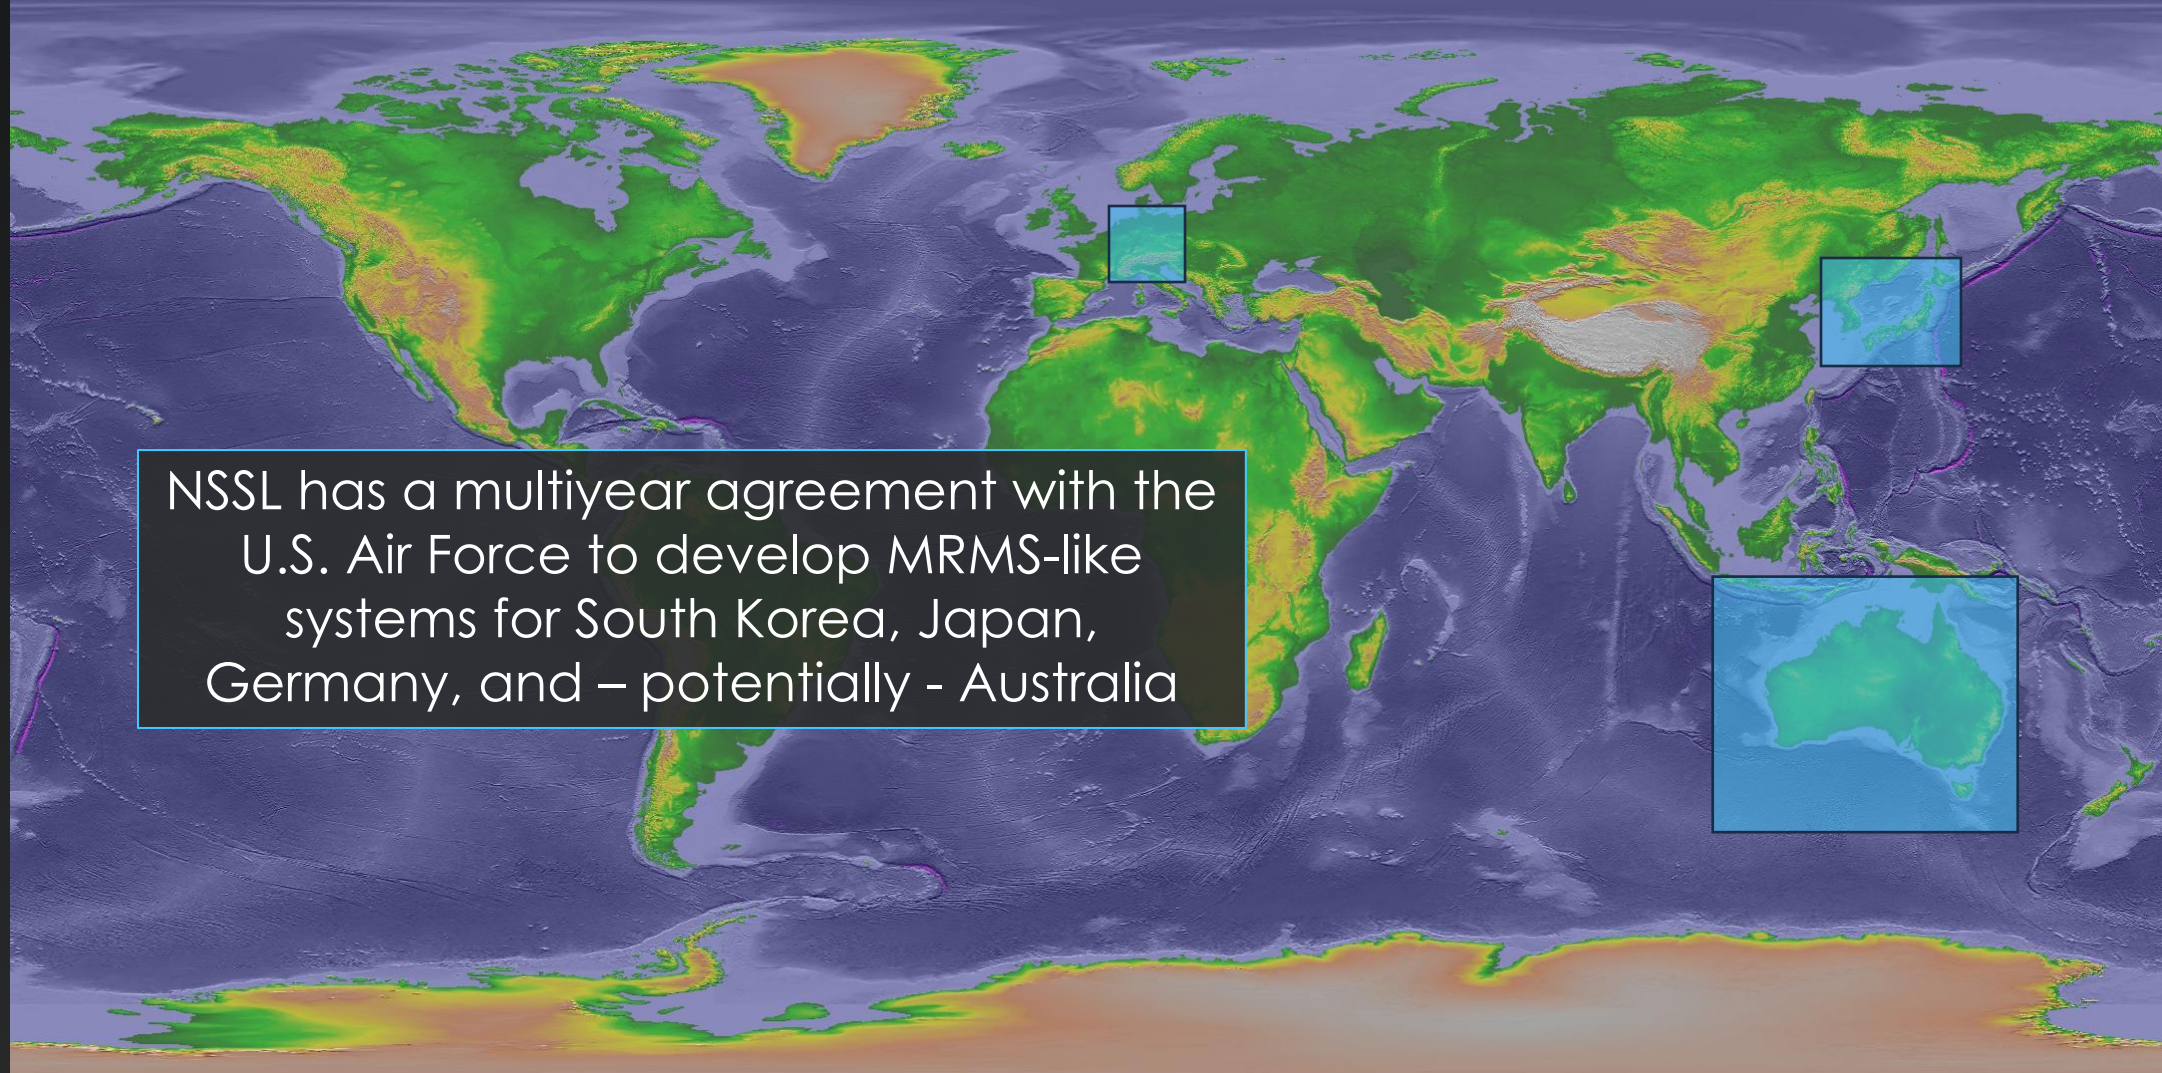 NSSL has a multiyear agreement with the
U.S. Air Force to develop MRMS-like
systems for South Korea, Japan,
Germany, and – potentially - Australia